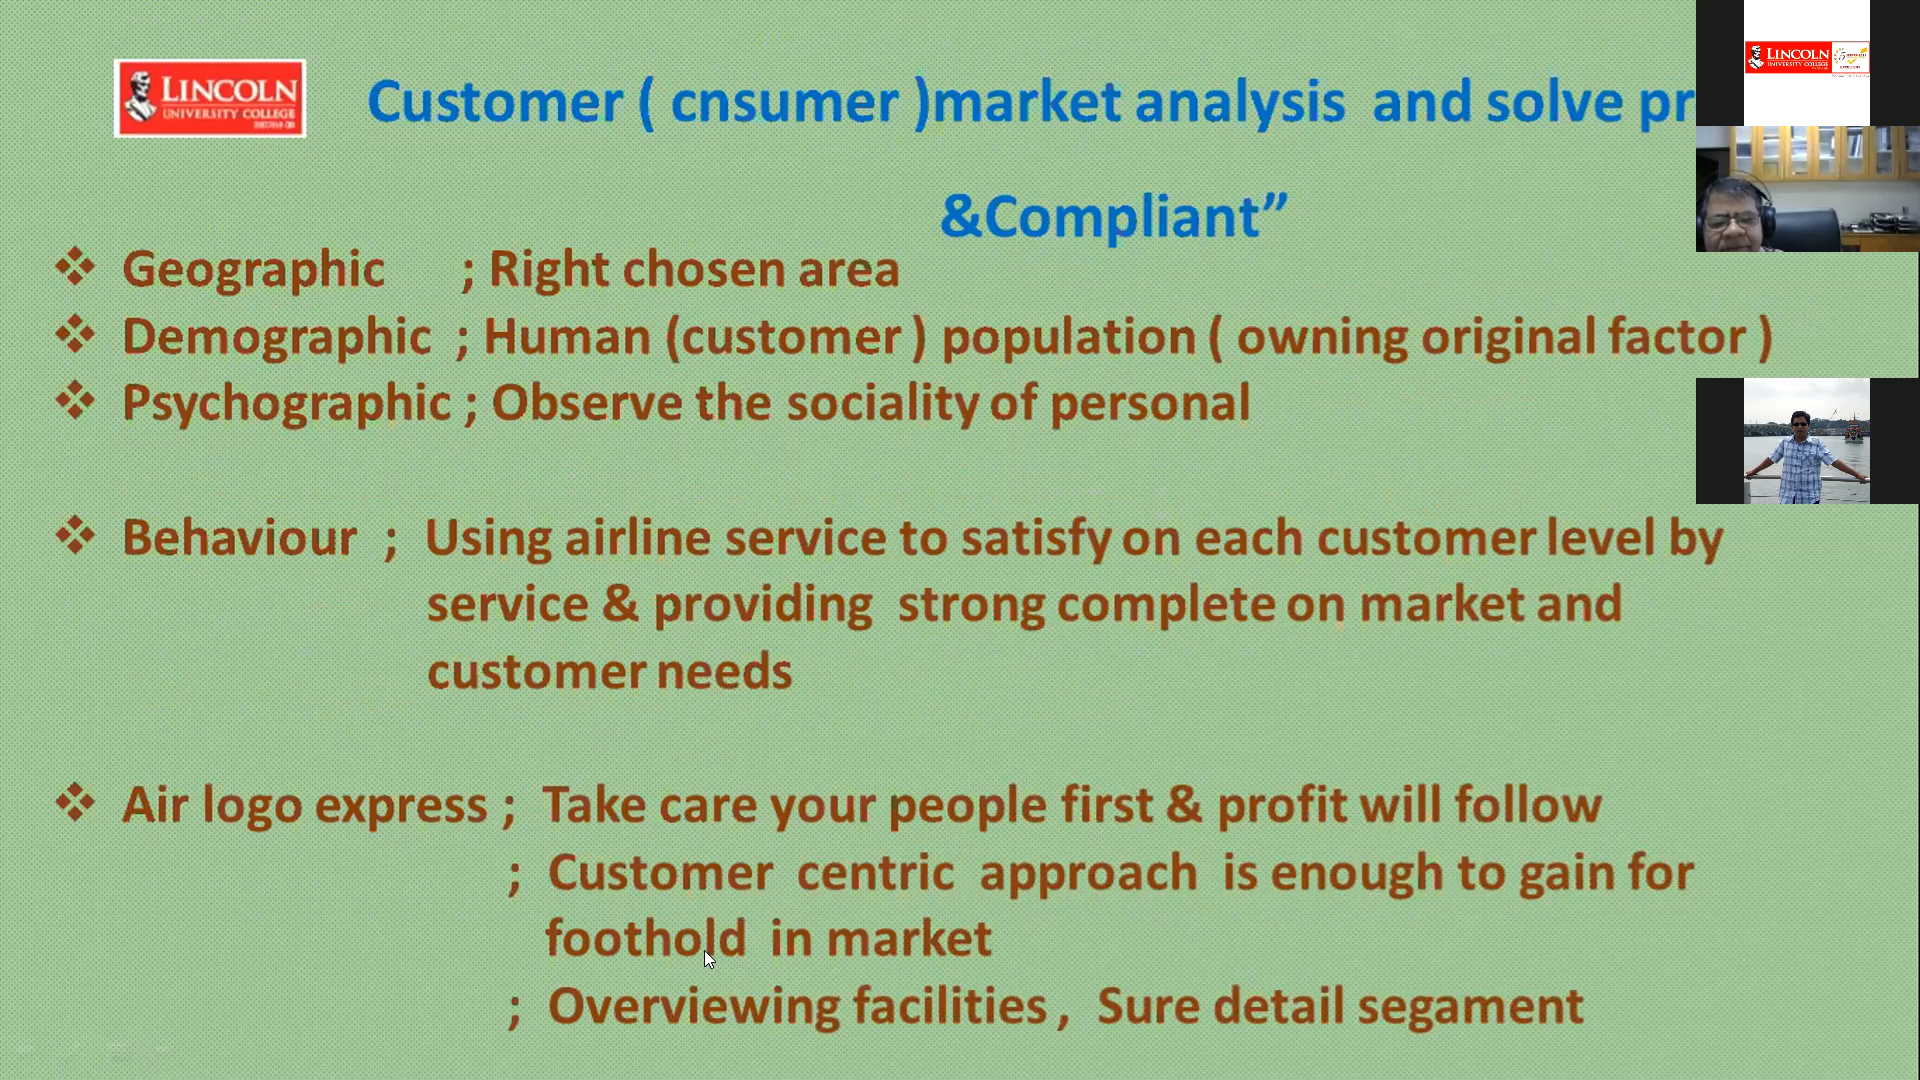 LINCOLN
UNIVERSITY COLLEGE
Customer ( cnsumer )market analysis and solve pr
&Compliant”
❖ Geographic ; Right chosen area
❖ Demographic ; Human (customer ) population ( owning original factor )
❖ Psychographic ; Observe the sociality of personal
❖ Behaviour ; Using airline service to satisfy on each customer level by
service & providing strong complete on market and
customer needs
❖ Air logo express ; Take care your people first & profit will follow
; Customer centric approach is enough to gain for
foothold in market
; Overviewing facilities , Sure detail segament
LINCOLN
UNIVERSITY COLLEGE